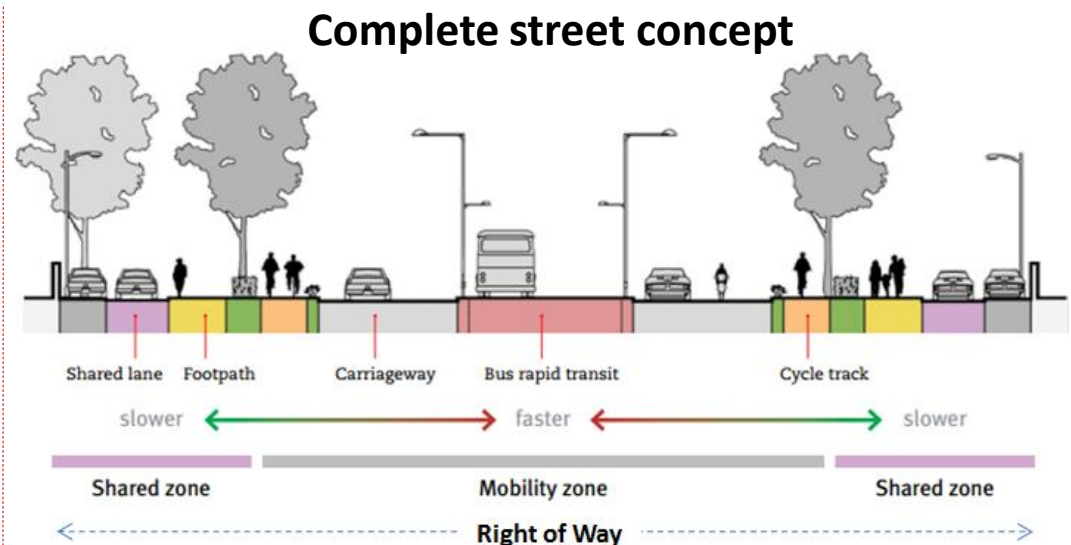 Complete street concept
Shared lane Footpath Carriageway Bus rapid transit Cycle track
slower faster slower
Shared zone Mobility zone Shared zone
Right of Way